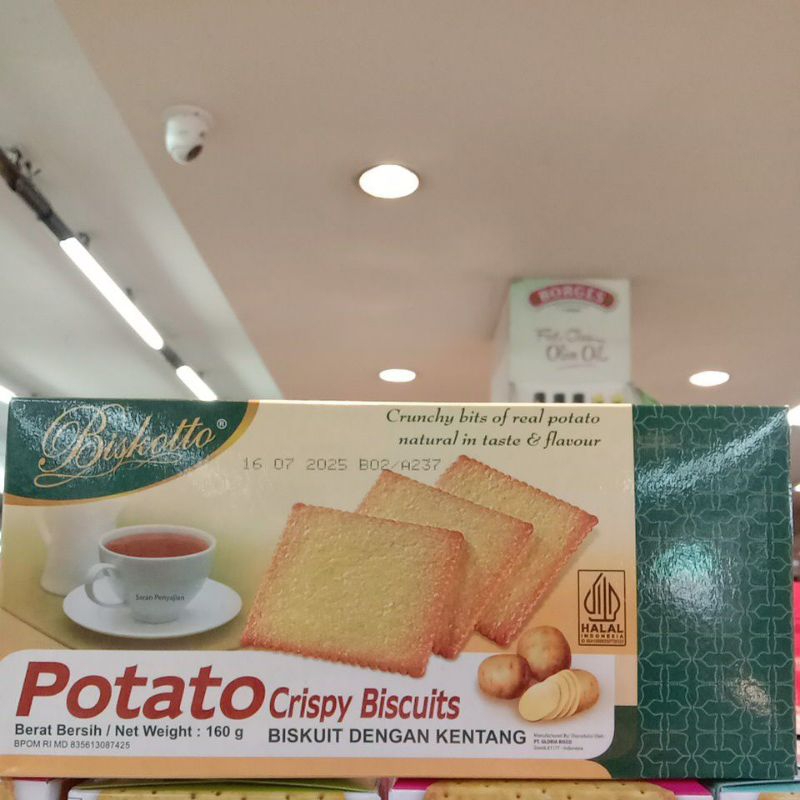 BORGES
Olive Oil
Biskotto®
Crunchy bits of real potato
natural in taste & flavour
16 07 2025 B02/A237
Saran Penyajian
HALAL
INDONESIA
Potato Crispy Biscuits
Berat Bersih / Net Weight : 160 g
BISKUIT DENGAN KENTANG
BPOM RI MD 835613087425